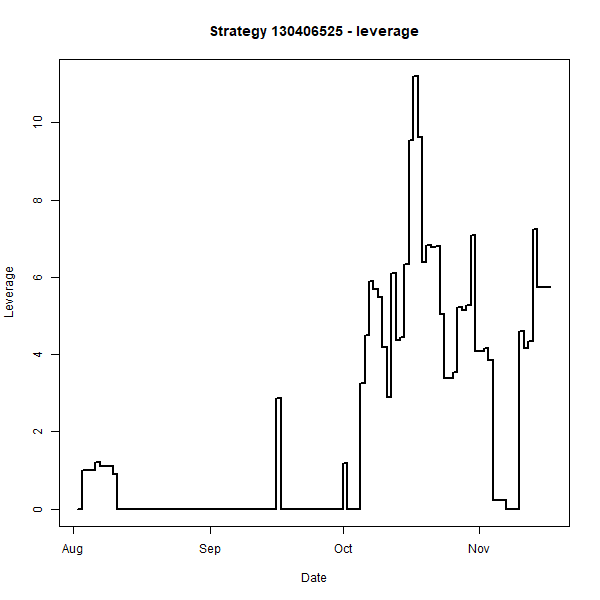 Strategy 130406525 - leverage
10
8
6
4
2
0
Leverage
Aug
Sep
Oct
Nov
Date